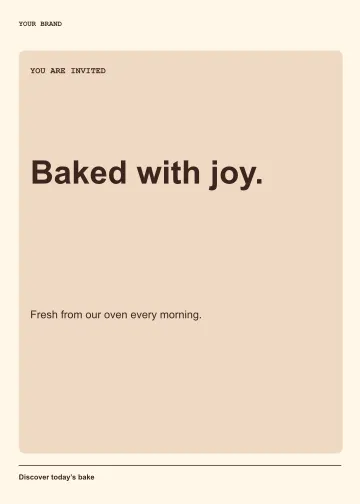 YOUR BRAND
YOU ARE INVITED
Baked with joy.
Fresh from our oven every morning.
Discover today's bake